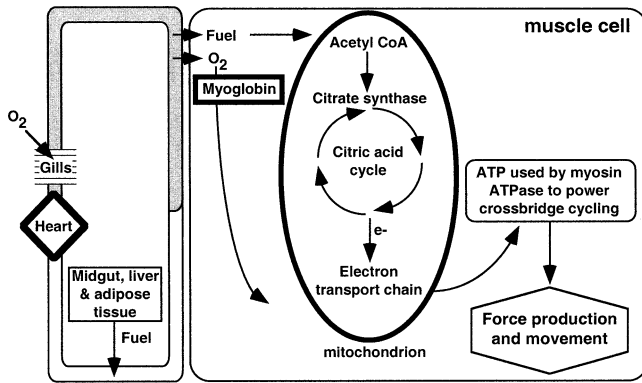 muscle cell
Fuel
O2
Myoglobin
O2
Gills
Heart
Midgut, liver
& adipose
tissue
Fuel
Acetyl CoA
Citrate synthase
Citric acid
cycle
e-
Electron
transport chain
mitochondrion
ATP used by myosin
ATPase to power
crossbridge cycling
Force production
and movement